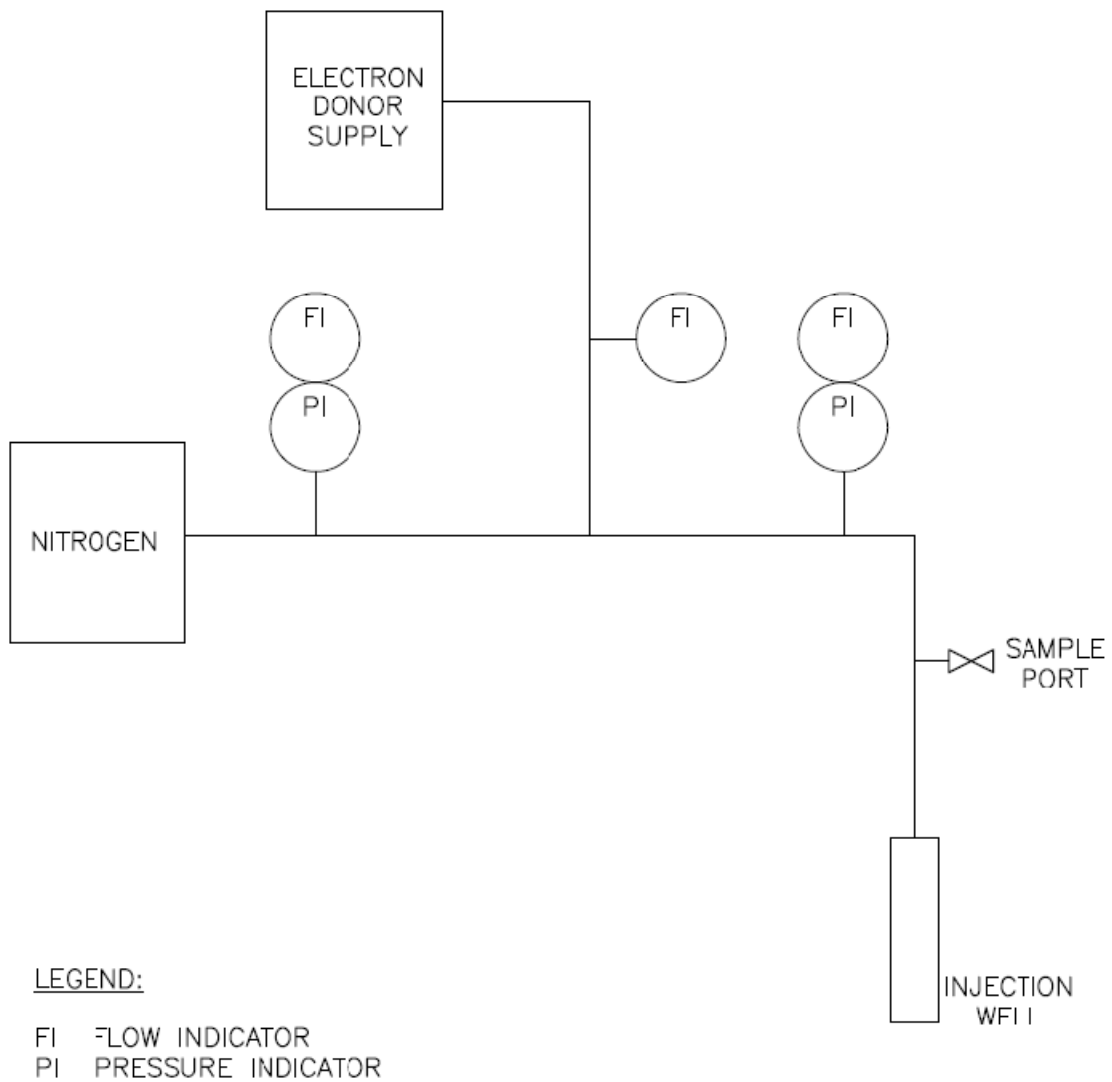 ELECTRON
DONOR
SUPPLY
FI
FI
FI
PI
PI
NITROGEN
SAMPLE
PORT
INJECTION
WELL
LEGEND:
FI FLOW INDICATOR
PI PRESSURE INDICATOR